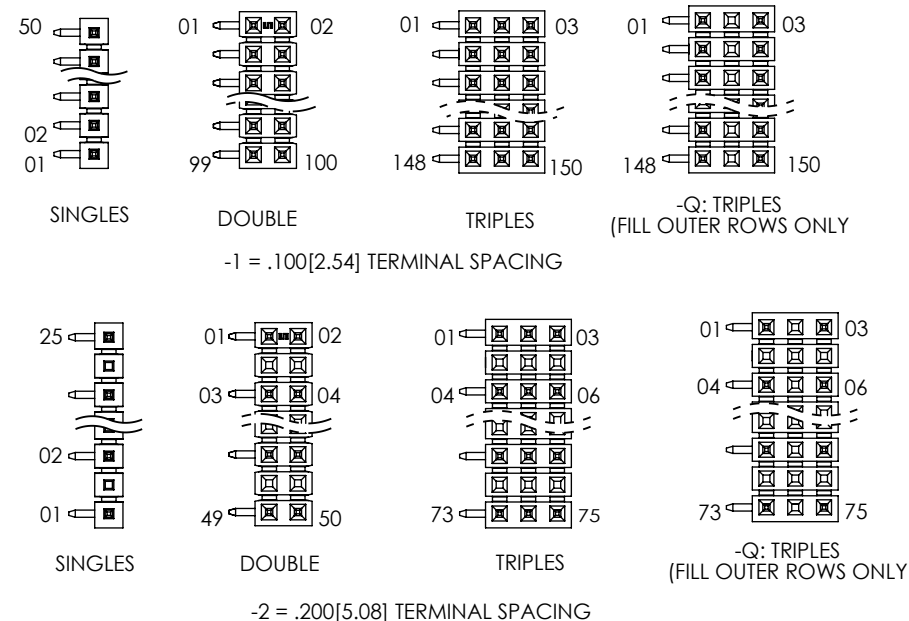 50
02
01
SINGLES
01 02
99 100
DOUBLE
01 03
148 150
TRIPLES
01 03
148 150
-Q: TRIPLES
(FILL OUTER ROWS ONLY
-1 = .100[2.54] TERMINAL SPACING
25
02
01
SINGLES
01 02
03 04
49 50
DOUBLE
01 03
04 06
73 75
TRIPLES
01 03
04 06
73 75
-Q: TRIPLES
(FILL OUTER ROWS ONLY
-2 = .200[5.08] TERMINAL SPACING